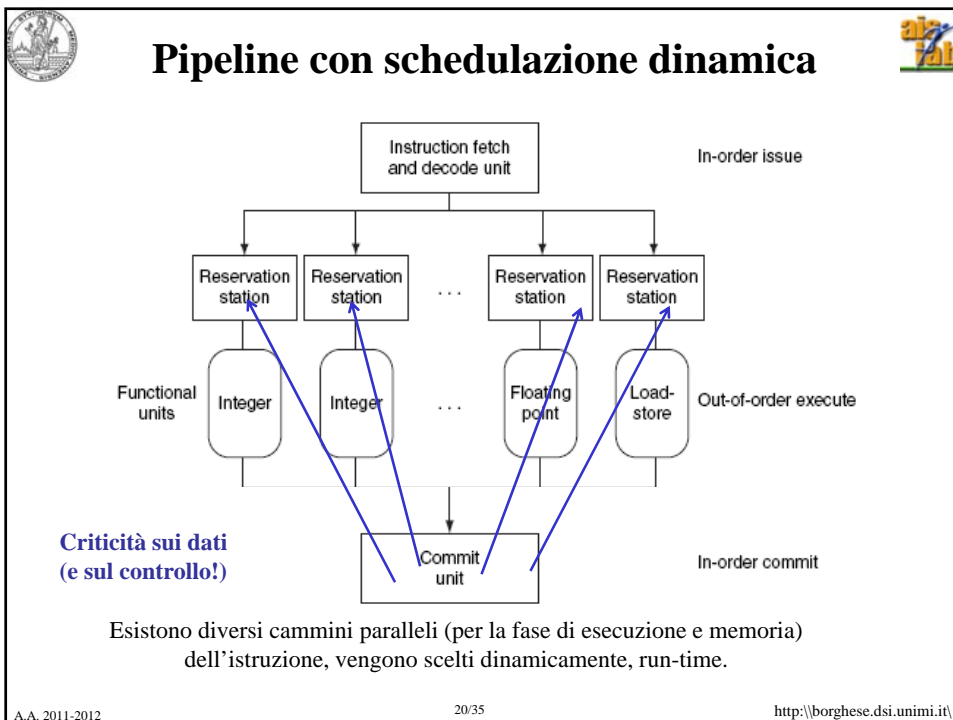 Pipeline con schedulazione dinamica
Instruction fetch
and decode unit
In-order issue
Reservation
station
Reservation
station
. . .
Reservation
station
Reservation
station
Functional
units
Integer
Integer
. . .
Floating
point
Load-
store
Out-of-order execute
Criticità sui dati
(e sul controllo!)
Commit
unit
In-order commit
Esistono diversi cammini paralleli (per la fase di esecuzione e memoria)
dell'istruzione, vengono scelti dinamicamente, run-time.
A.A. 2011-2012
20/35
http:\\borghese.dsi.unimi.it\